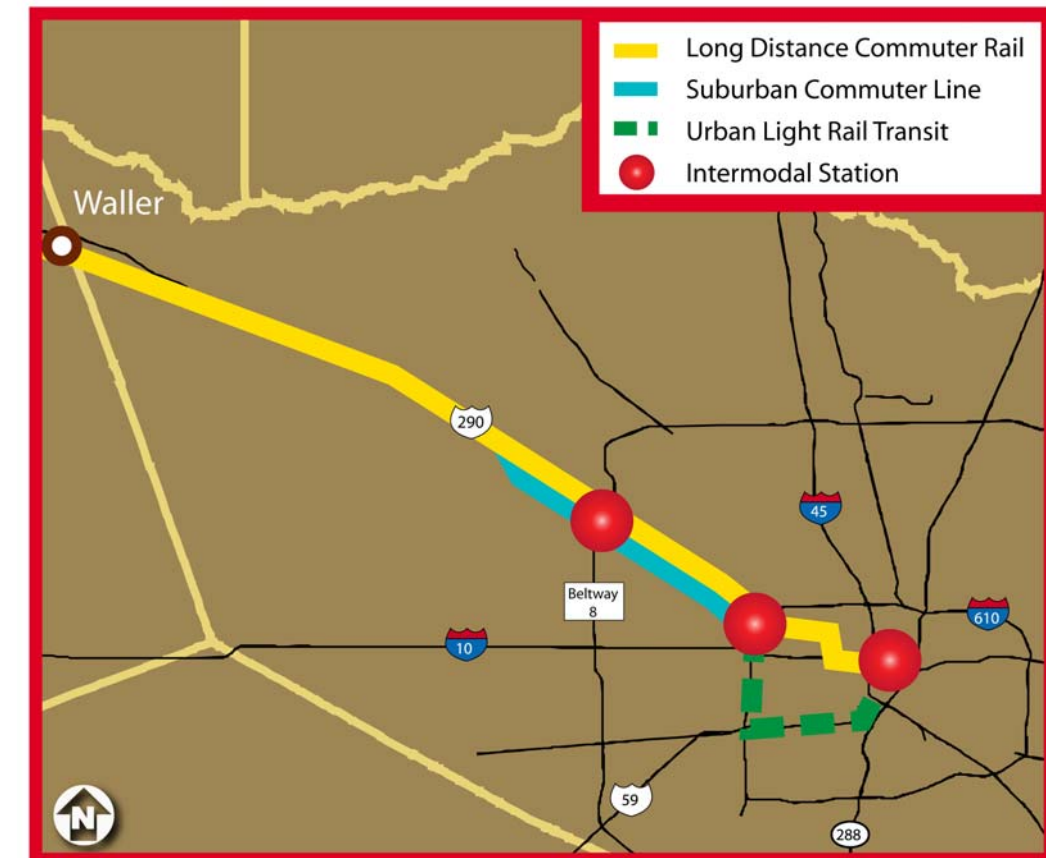 Long Distance Commuter Rail
Suburban Commuter Line
Urban Light Rail Transit
Intermodal Station
Waller
290
45
Beltway
8
610
10
59
288
N